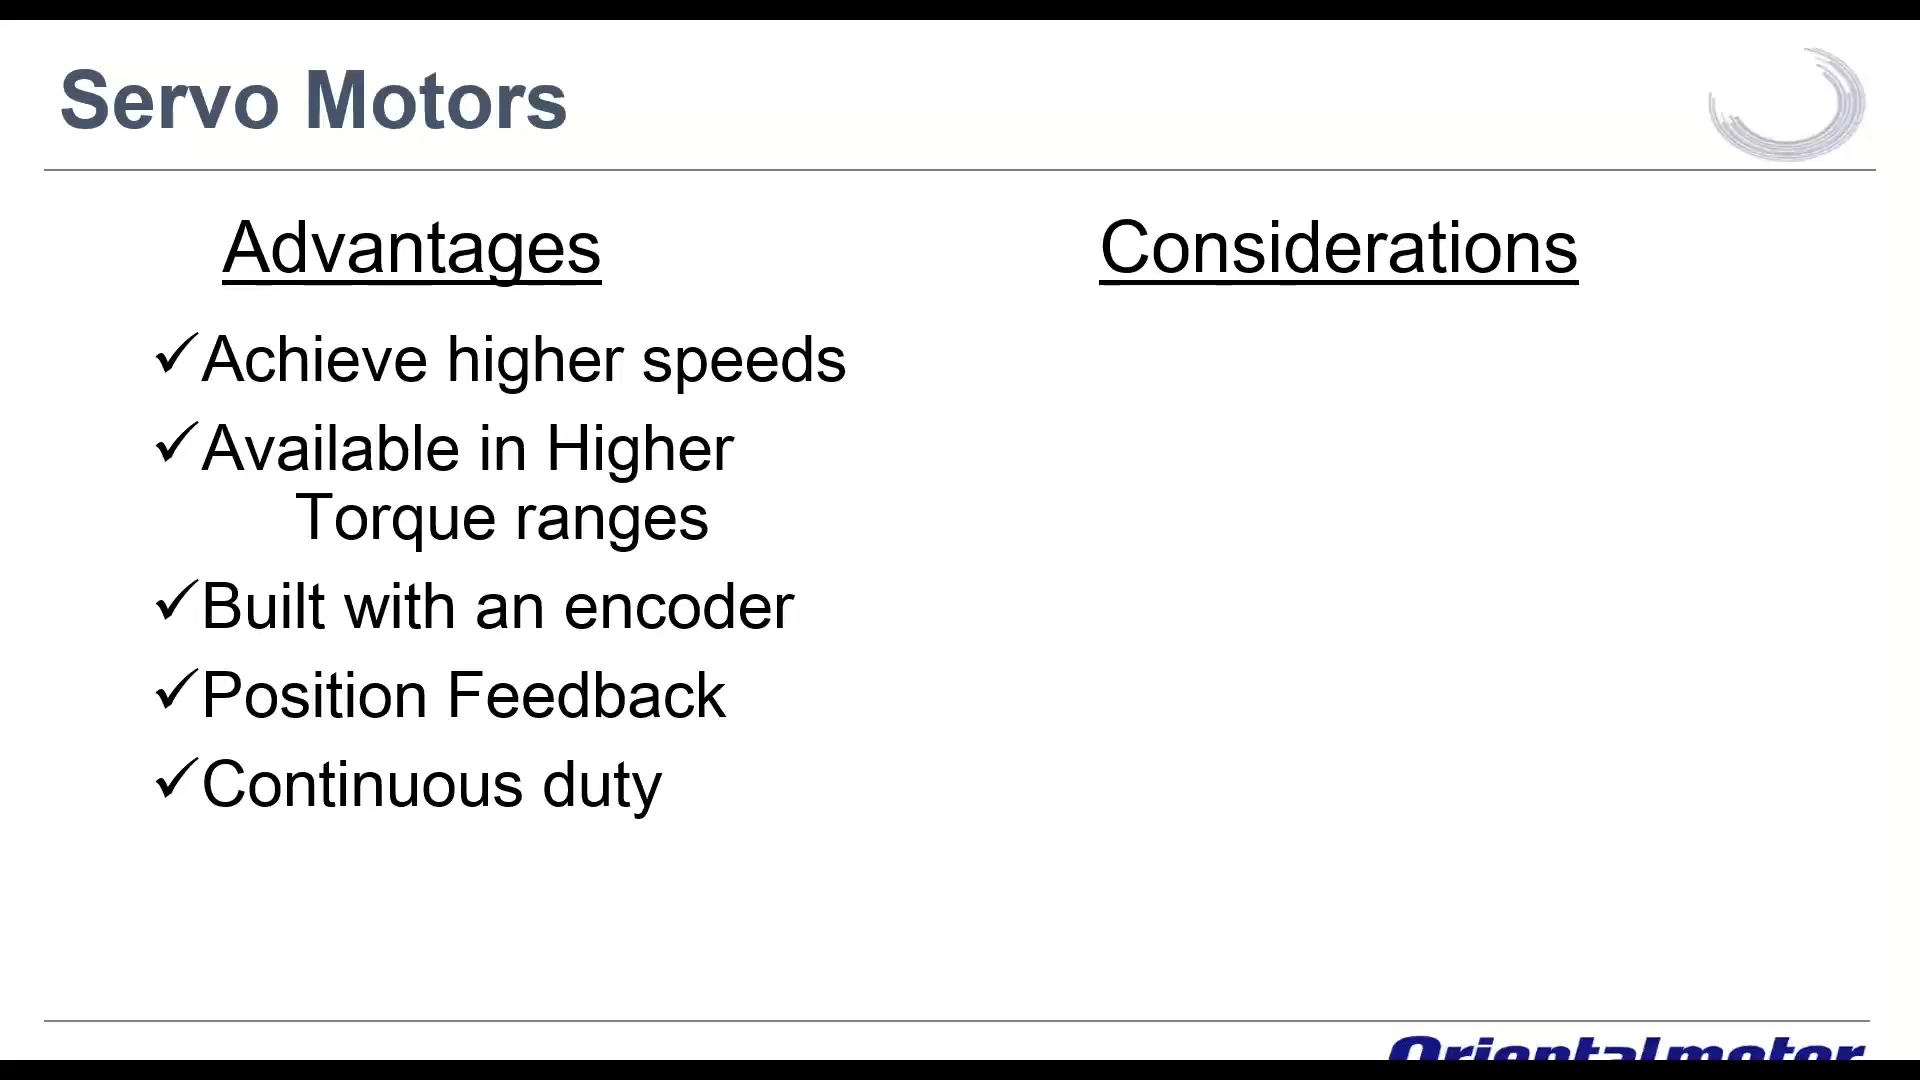 Servo Motors
Advantages
Considerations
✓Achieve higher speeds
✓Available in Higher
Torque ranges
✓Built with an encoder
✓Position Feedback
✓Continuous duty
Orientalmotor